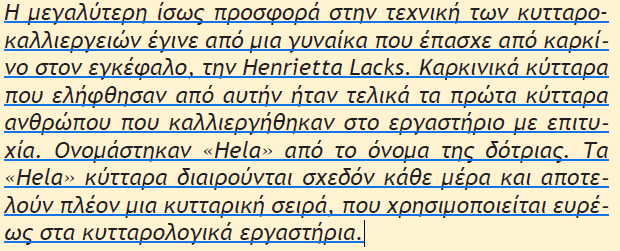 Η μεγαλύτερη ίσως προσφορά στην τεχνική των κυτταρο-
καλλιεργειών έγινε από μια γυναίκα που έπασχε από καρκί-
νο στον εγκέφαλο, την Henrietta Lacks. Καρκινικά κύτταρα
που ελήφθησαν από αυτήν ήταν τελικά τα πρώτα κύτταρα
ανθρώπου που καλλιεργήθηκαν στο εργαστήριο με επιτυ-
χία. Ονομάστηκαν «Hela» από το όνομα της δότριας. Τα
«Hela» κύτταρα διαιρούνται σχεδόν κάθε μέρα και αποτε-
λούν πλέον μια κυτταρική σειρά, που χρησιμοποιείται ευρέ-
ως στα κυτταρολογικά εργαστήρια.